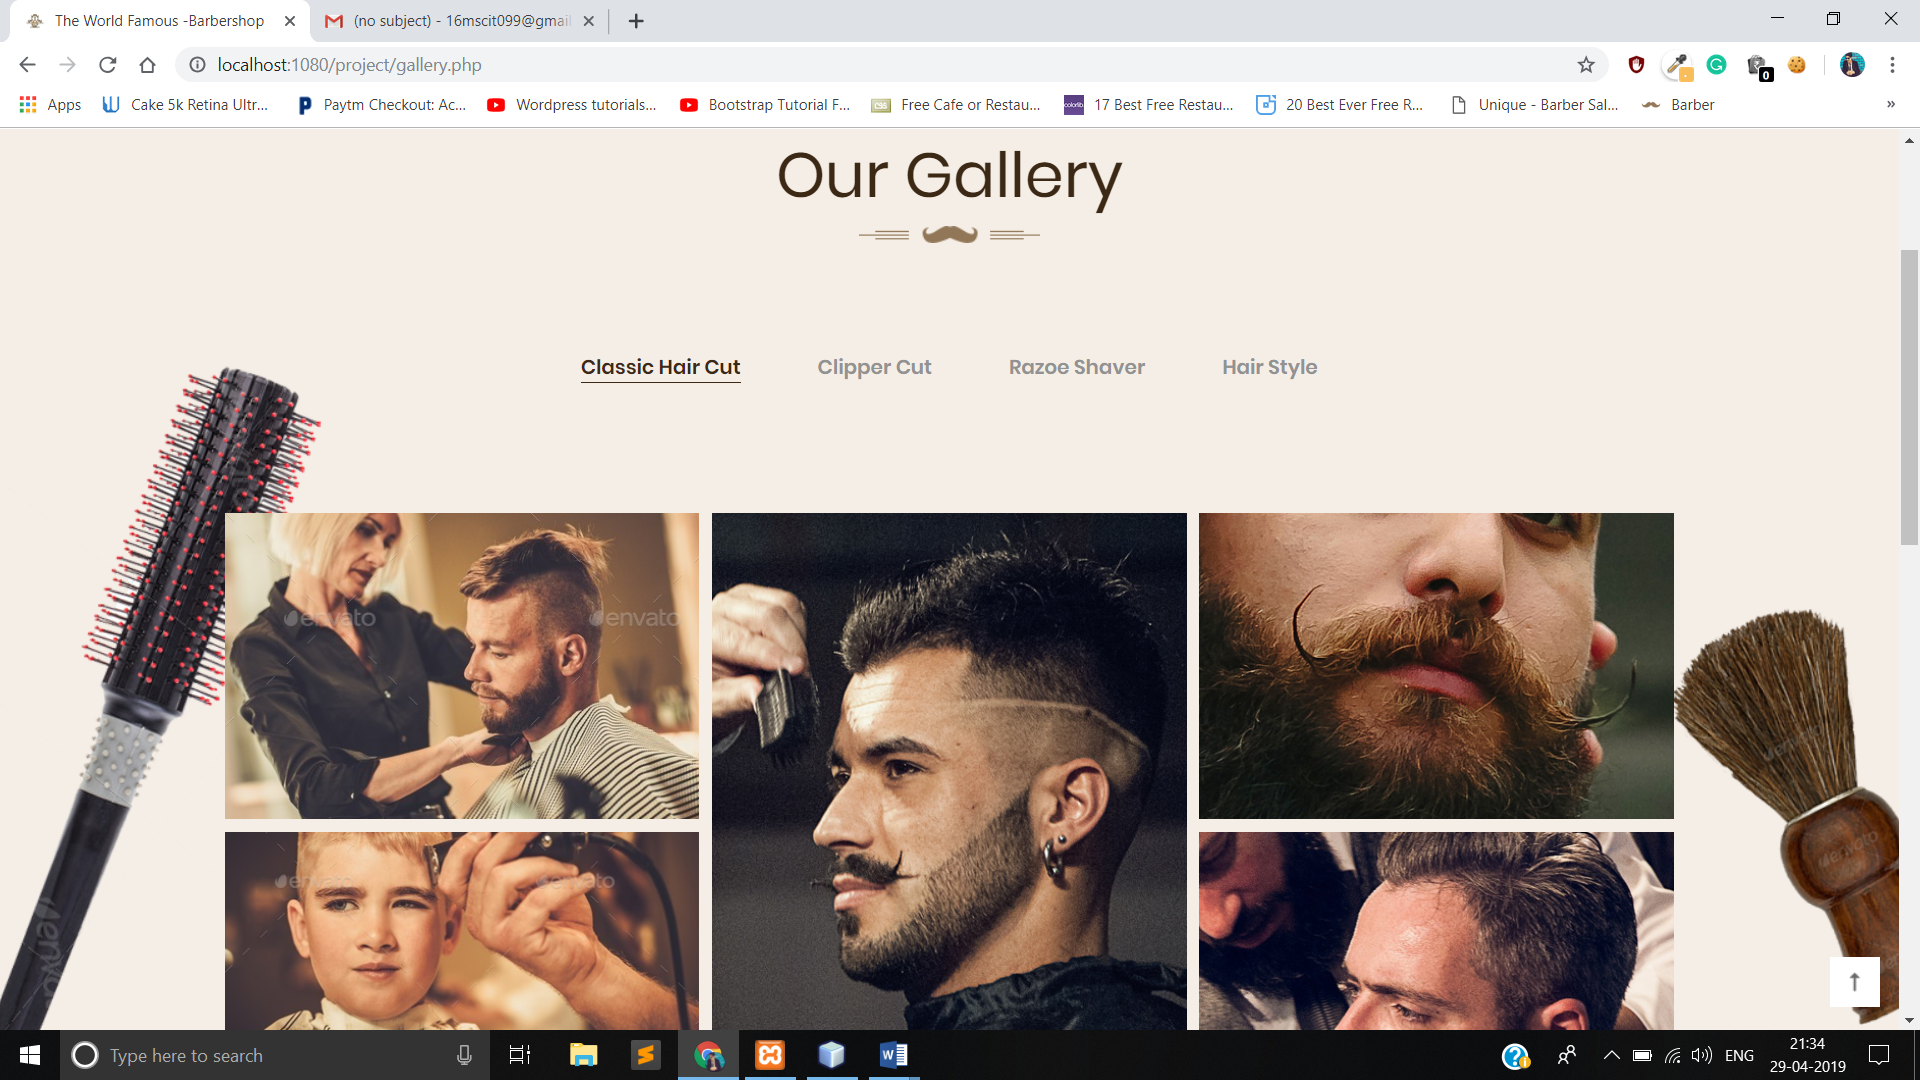 The World Famous -Barbershop
(no subject) - 16mscit099@gmail
localhost:1080/project/gallery.php
0
Apps
Cake 5k Retina Ultr...
Paytm Checkout: Ac...
Wordpress tutorials...
Bootstrap Tutorial F...
CSS
Free Cafe or Restau...
colorlib
17 Best Free Restau...
20 Best Ever Free R...
Unique - Barber Sal...
Barber
»
Our Gallery
Classic Hair Cut
Clipper Cut
Razoe Shaver
Hair Style
envato
envato
envato
envato
Type here to search
ENG
21:34
29-04-2019